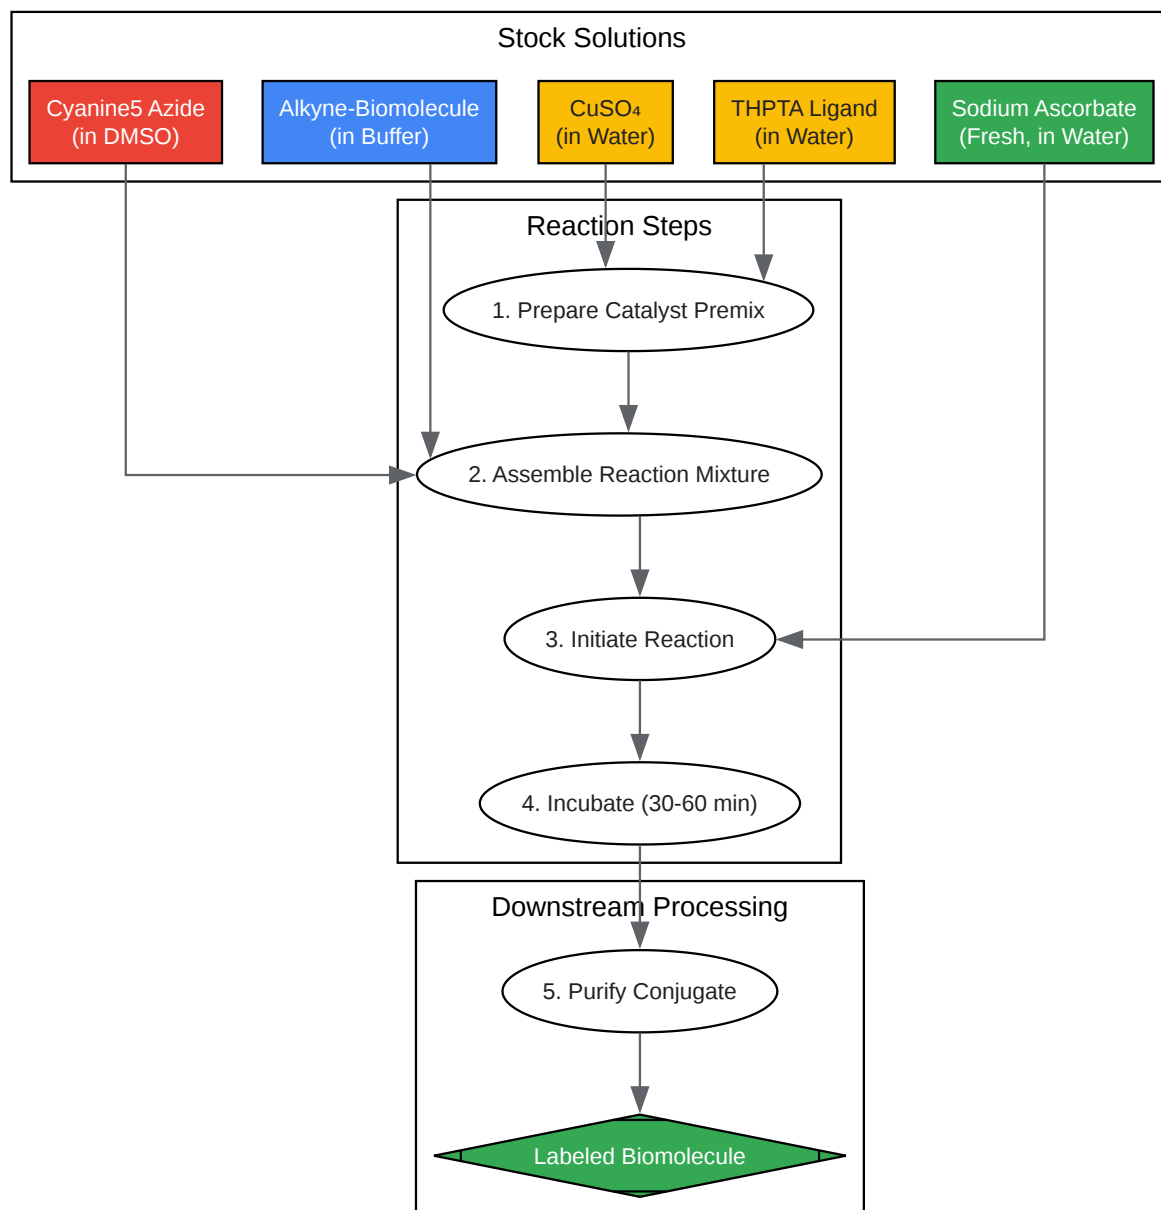 Stock Solutions
Cyanine5 Azide
(in DMSO)
Alkyne-Biomolecule
(in Buffer)
CuSO₄
(in Water)
THPTA Ligand
(in Water)
Sodium Ascorbate
(Fresh, in Water)
Reaction Steps
1. Prepare Catalyst Premix
2. Assemble Reaction Mixture
3. Initiate Reaction
4. Incubate (30-60 min)
Downstream Processing
5. Purify Conjugate
Labeled Biomolecule